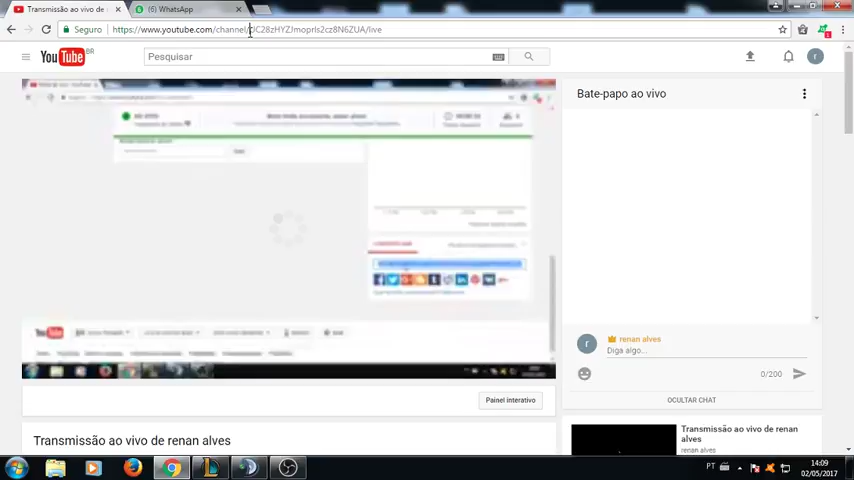 Transmissão ao vivo de
(6) WhatsApp
Seguro
https://www.youtube.com/channel/UC28zHYZJmopris2cz8N6ZUA/live
YouTube BR
Pesquisar
r
Bate-papo ao vivo
YouTube
r
renan alves
Diga algo...
0/200
OCULTAR CHAT
Painel interativo
Transmissão ao vivo de renan alves
Transmissão ao vivo de renan
alves
renan alves
PT
14:09
02/05/2017